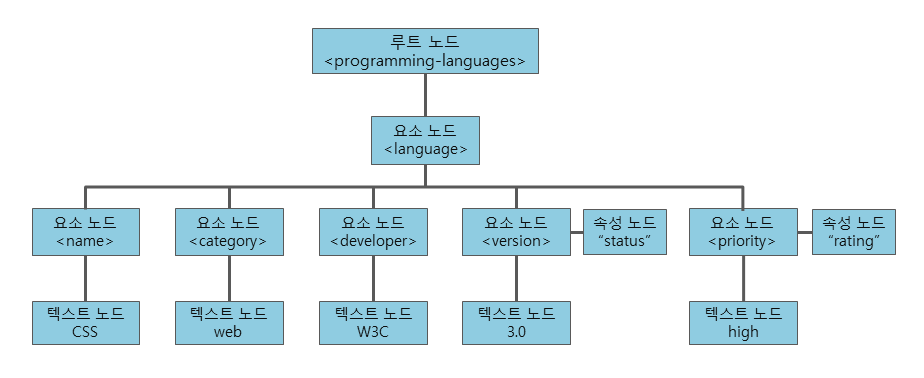 루트 노드
<programming-languages>
요소 노드
<language>
요소 노드
<name>
요소 노드
<category>
요소 노드
<developer>
요소 노드
<version>
속성 노드
“status”
요소 노드
<priority>
속성 노드
“rating”
텍스트 노드
CSS
텍스트 노드
web
텍스트 노드
W3C
텍스트 노드
3.0
텍스트 노드
high